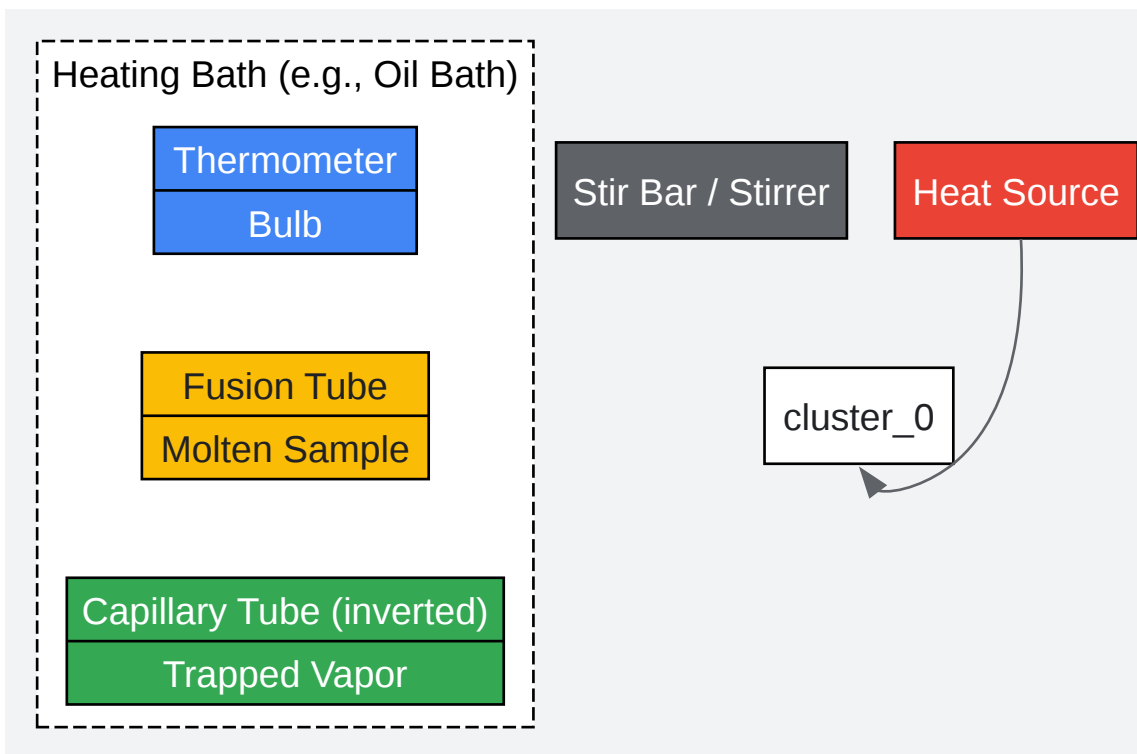 Heating Bath (e.g., Oil Bath)
Thermometer
Bulb
Stir Bar / Stirrer
Heat Source
Fusion Tube
Molten Sample
cluster_0
Capillary Tube (inverted)
Trapped Vapor